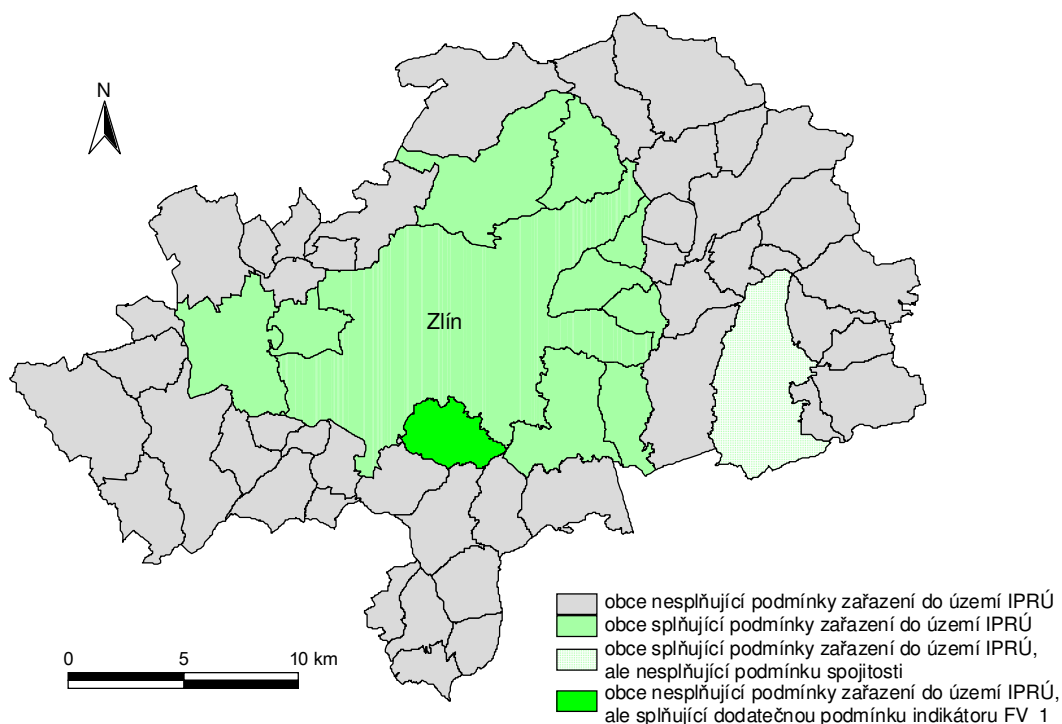 N
Zlín
obce nesplňující podmínky zařazení do území IPRÚ
obce splňující podmínky zařazení do území IPRÚ
obce splňující podmínky zařazení do území IPRÚ,
ale nesplňující podmínku spojitosti
obce nesplňující podmínky zařazení do území IPRÚ,
ale splňující dodatečnou podmínku indikátoru FV_1
0 5 10 km